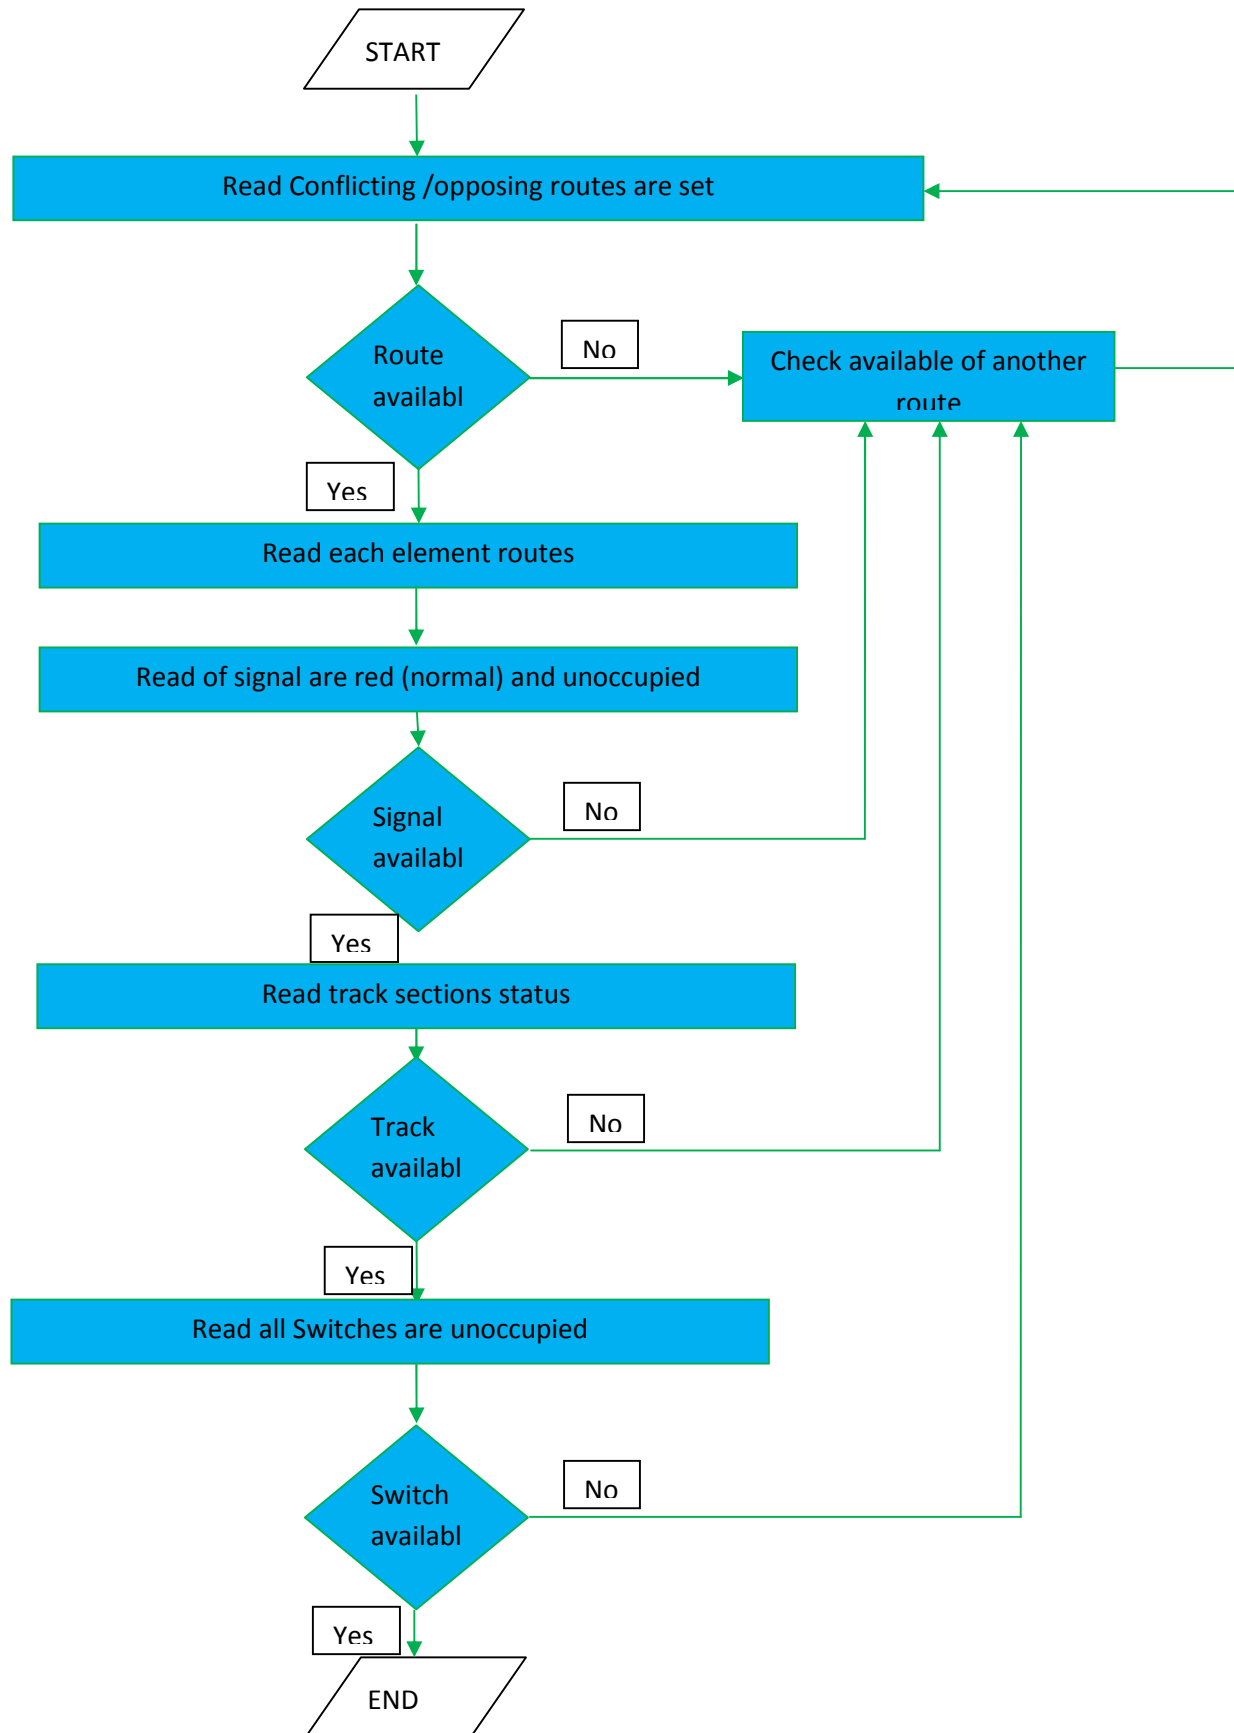 START
Read Conflicting /opposing routes are set
Route
availabl
No
Check available of another
route
Yes
Read each element routes
Read of signal are red (normal) and unoccupied
Signal
availabl
No
Yes
Read track sections status
Track
availabl
No
Yes
Read all Switches are unoccupied
Switch
availabl
No
Yes
END